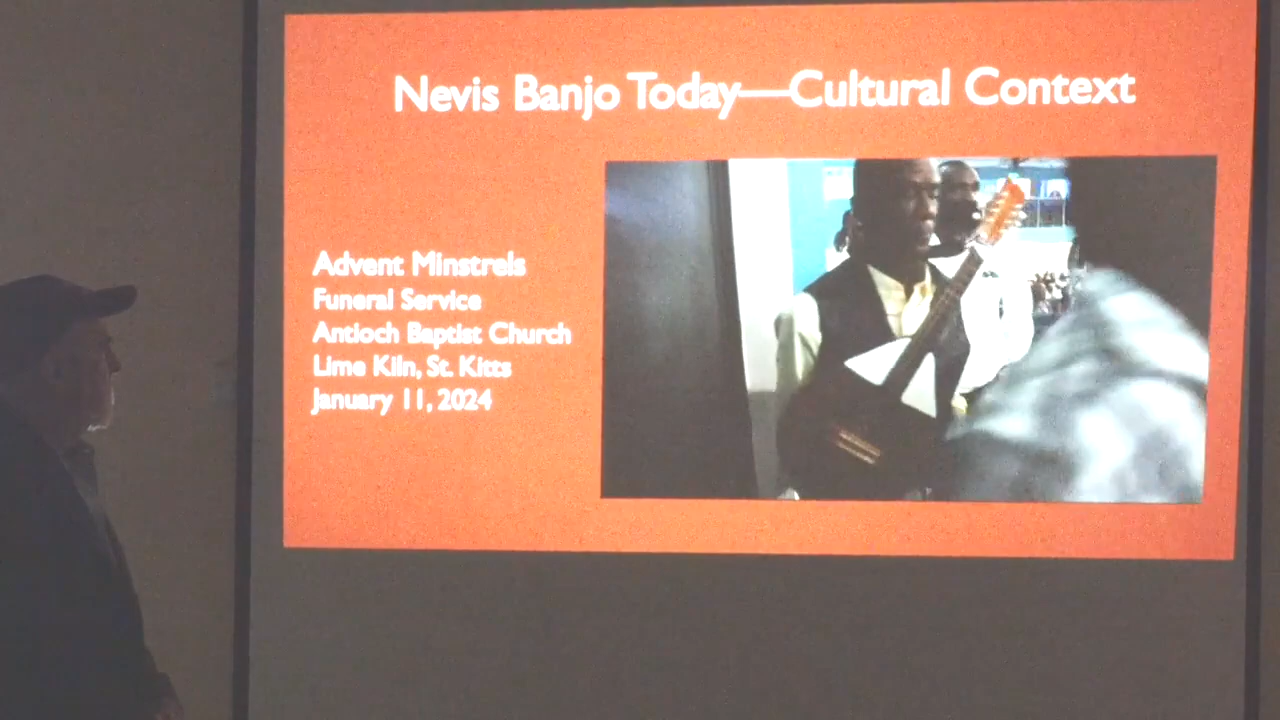 Nevis Banjo Today—Cultural Context
Advent Minstrels
Funeral Service
Antioch Baptist Church
Lime Kiln, St. Kitts
January 11, 2024